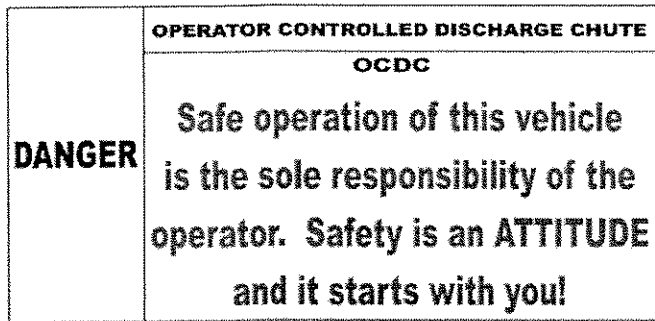 OPERATOR CONTROLLED DISCHARGE CHUTE
OCDC
DANGER
Safe operation of this vehicle
is the sole responsibility of the
operator. Safety is an ATTITUDE
and it starts with you!